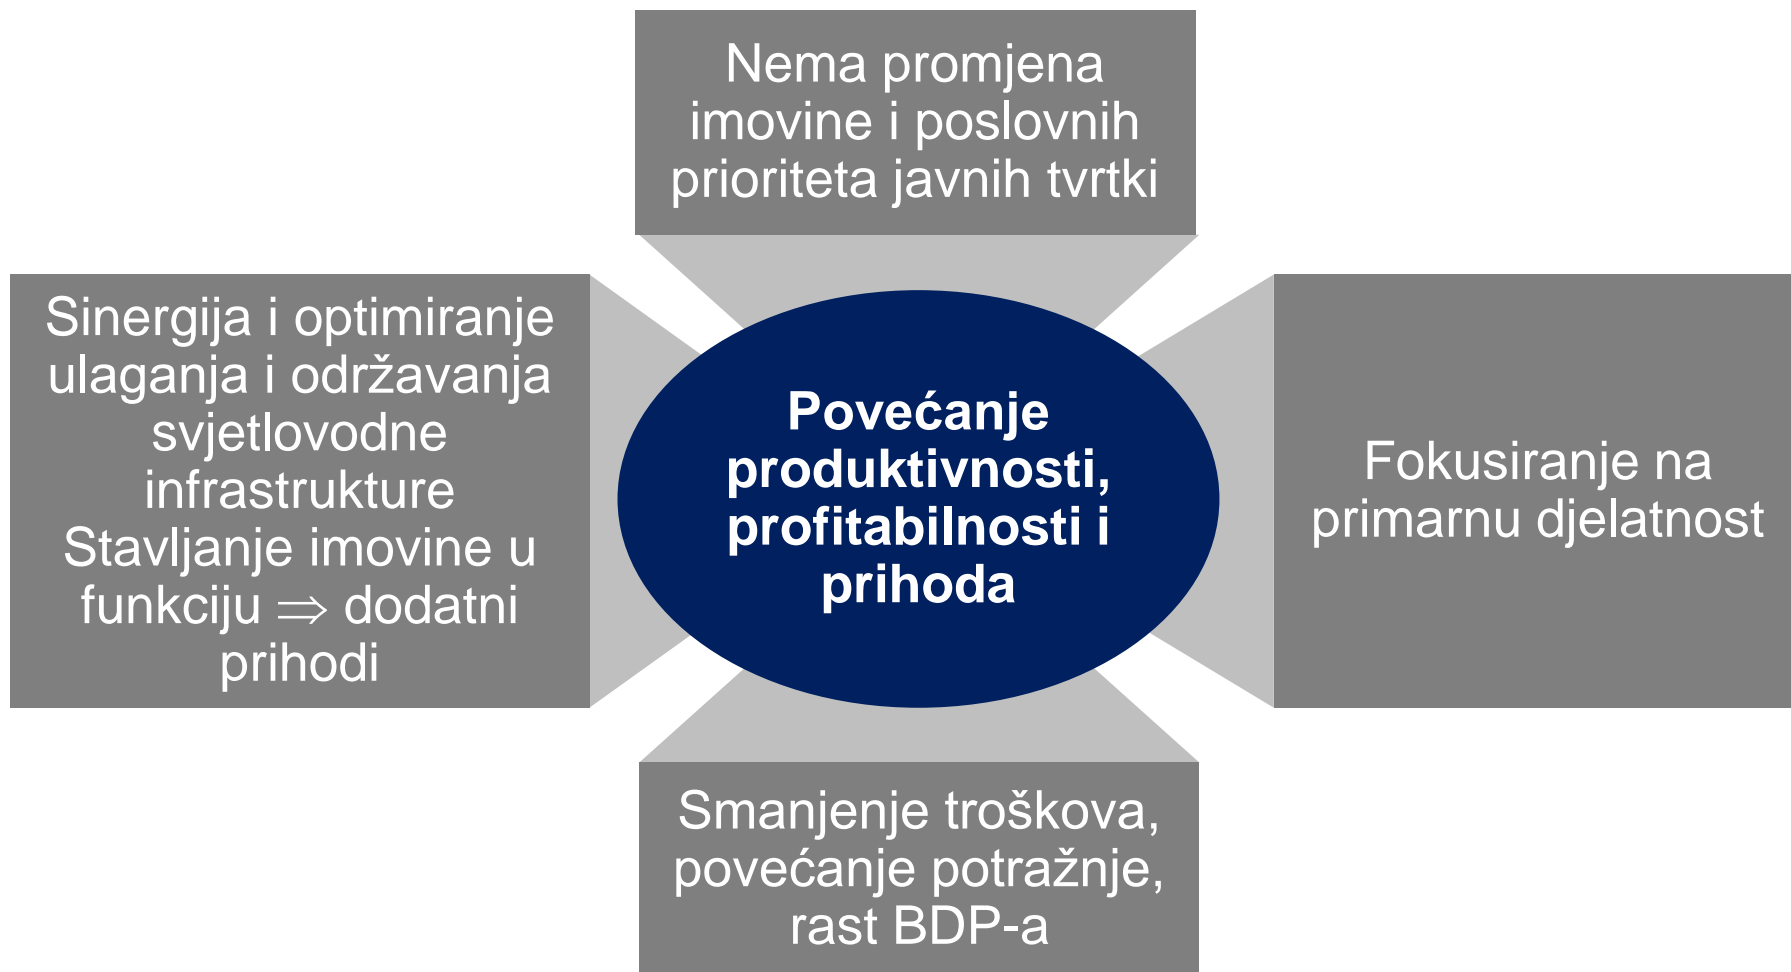 Nema promjena
imovine i poslovnih
prioriteta javnih tvrtki
Sinergija i optimiranje
ulaganja i održavanja
svjetlovodne
infrastrukture
Stavljanje imovine u
funkciju ⇒ dodatni
prihodi
Povećanje
produktivnosti,
profitabilnosti i
prihoda
Fokusiranje na
primarnu djelatnost
Smanjenje troškova,
povećanje potražnje,
rast BDP-a